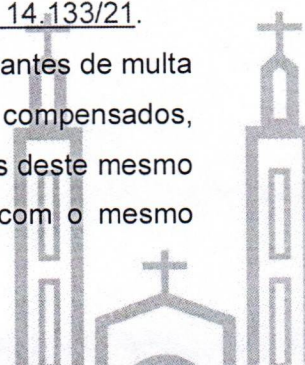 14.133/21.
antes de multa
compensados,
s deste mesmo
com o mesmo